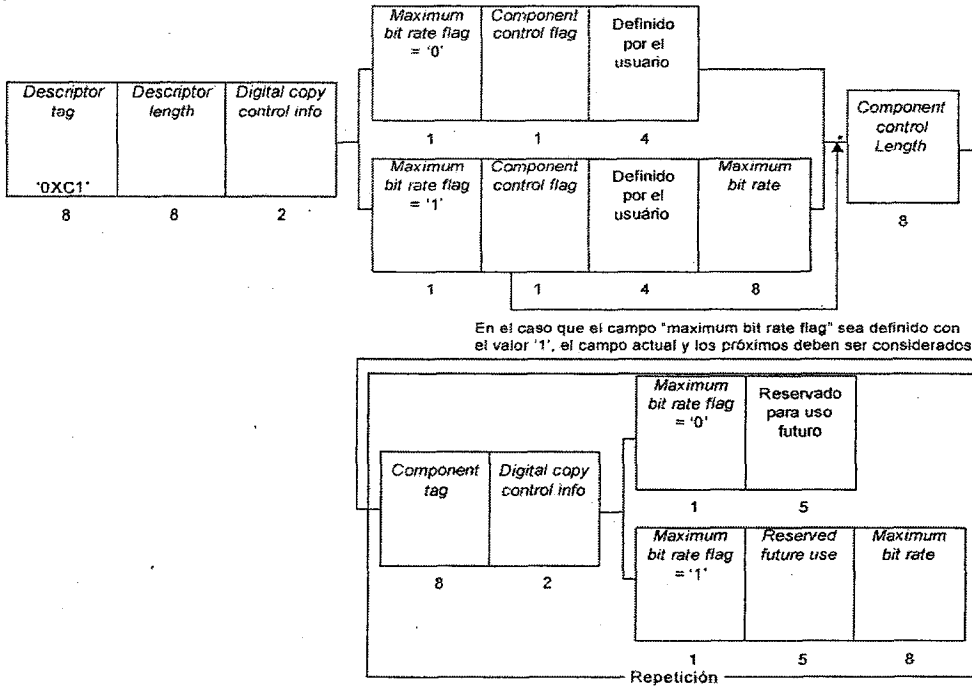 Maximum
bit rate flag
= '0'
Component
control flag
Definido
por el
usuario
1
1
4
Descriptor
tag
'0XC1'
Descriptor
length
Digital copy
control info
8
8
2
Maximum
bit rate flag
= '1'
Component
control flag
Definido
por el
usuário
Maximum
bit rate
1
1
4
8
*
Component
control
Length
8
En el caso que el campo "maximum bit rate flag" sea definido con
el valor '1', el campo actual y los próximos deben ser considerados
Maximum
bit rate flag
= '0'
Reservado
para uso
futuro
1
5
Component
tag
Digital copy
control info
8
2
Maximum
bit rate flag
= '1'
Reserved
future use
Maximum
bit rate
1
5
8
Repetición